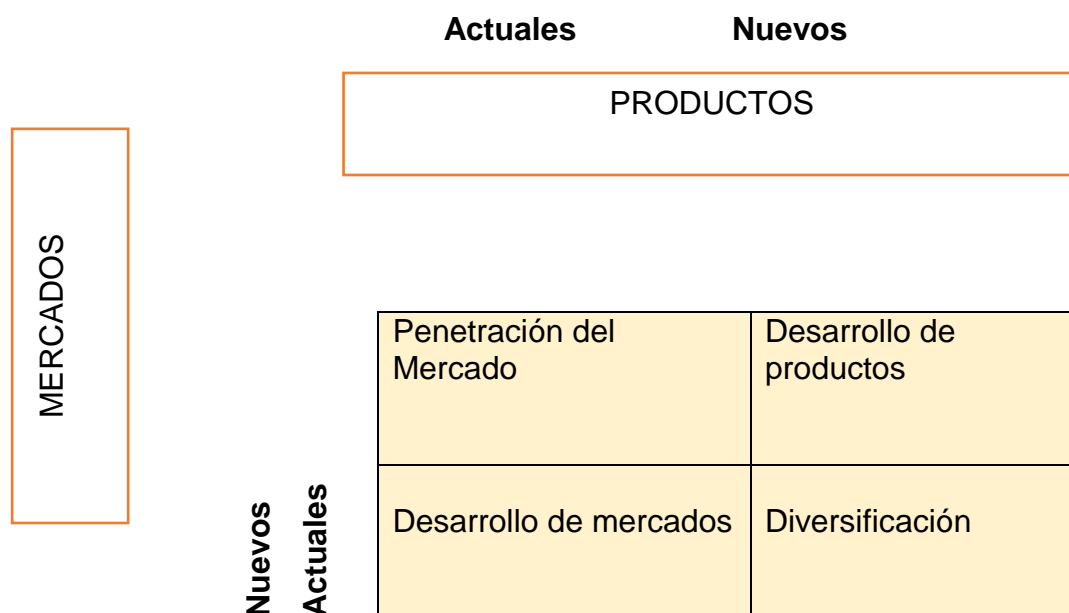 Actuales Nuevos
PRODUCTOS
MERCADOS
Penetración del
Mercado
Desarrollo de
productos
Nuevos
Actuales
Desarrollo de mercados
Diversificación